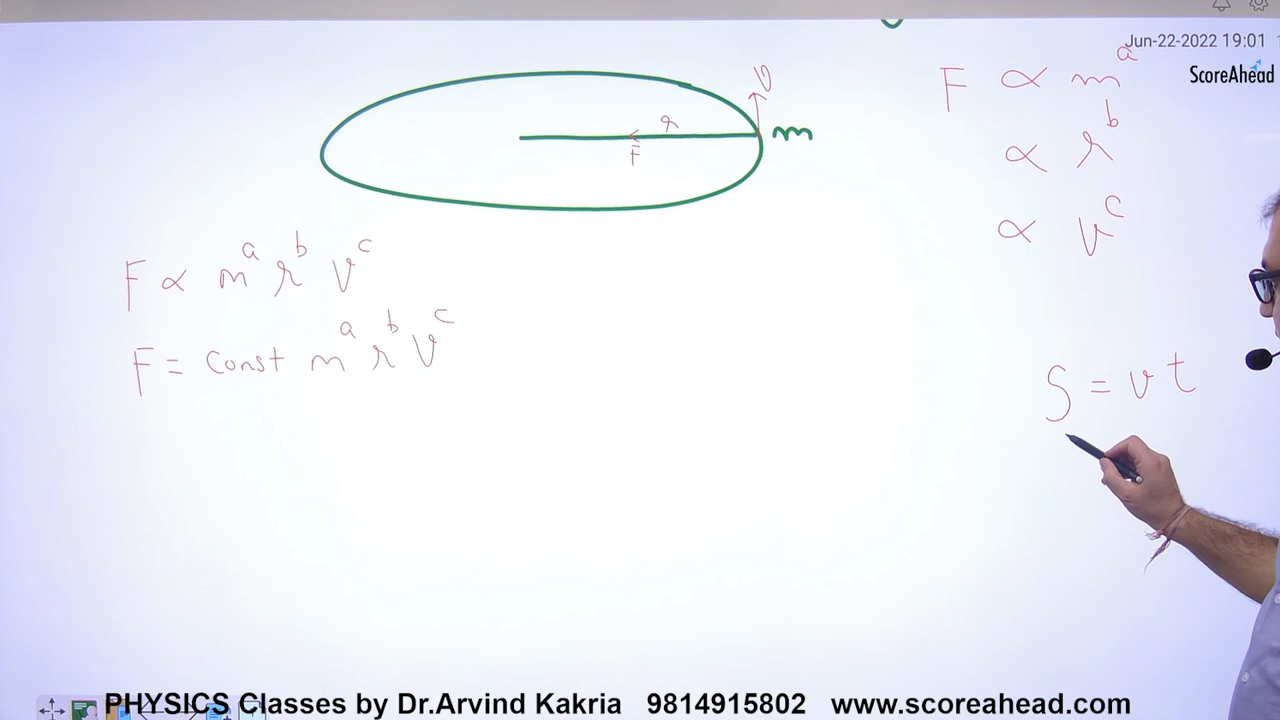 Jun-22-2022 19:01
ScoreAhead
F ∝ m^a
∝ r^b
∝ v^c
v
r
F
m
F ∝ m^a r^b v^c
F = Const m^a r^b v^c
S = v t
PHYSICS Classes by Dr.Arvind Kakria 9814915802 www.scoreahead.com